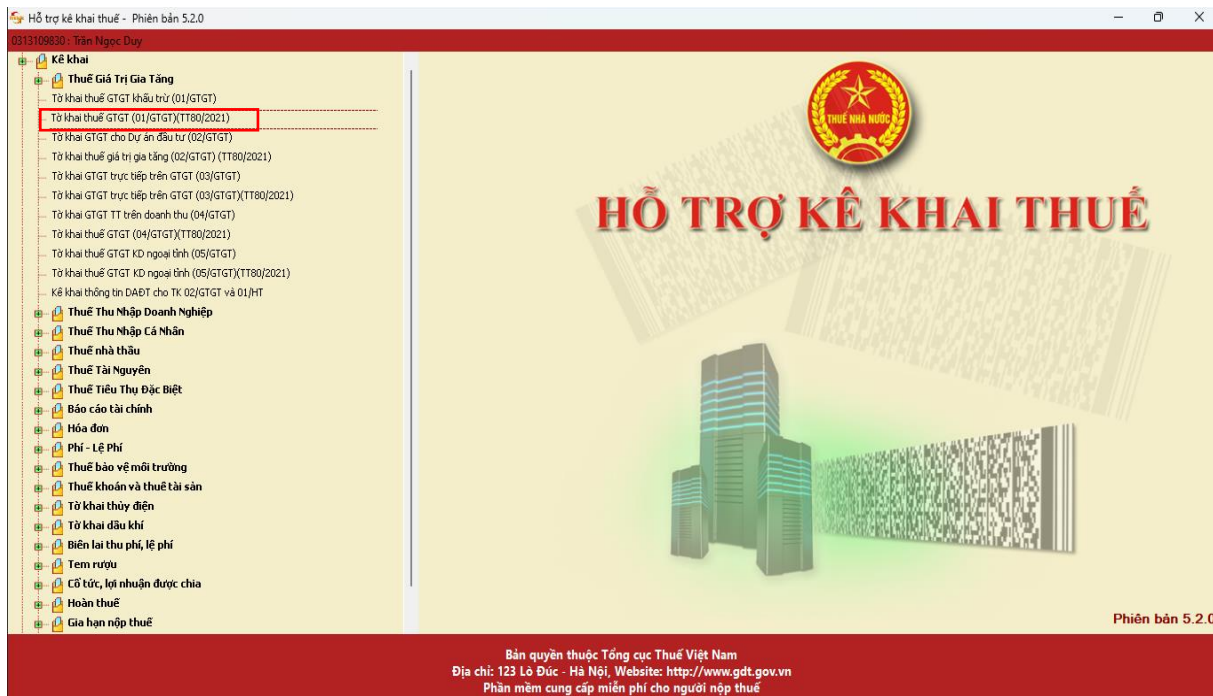 Hỗ trợ kê khai thuế - Phiên bản 5.2.0
0313109830 : Trần Ngọc Duy
Kê khai
Thuế Giá Trị Gia Tăng
Tờ khai thuế GTGT khấu trừ (01/GTGT)
Tờ khai thuế GTGT (01/GTGT)(TT80/2021)
Tờ khai GTGT cho Dự án đầu tư (02/GTGT)
Tờ khai thuế giá trị gia tăng (02/GTGT) (TT80/2021)
Tờ khai GTGT trực tiếp trên GTGT (03/GTGT)
Tờ khai GTGT trực tiếp trên GTGT (03/GTGT)(TT80/2021)
Tờ khai GTGT TT trên doanh thu (04/GTGT)
Tờ khai thuế GTGT (04/GTGT)(TT80/2021)
Tờ khai thuế GTGT KD ngoại tỉnh (05/GTGT)
Tờ khai thuế GTGT KD ngoại tỉnh (05/GTGT)(TT80/2021)
Kê khai thông tin DAĐT cho TK 02/GTGT và 01/HT
Thuế Thu Nhập Doanh Nghiệp
Thuế Thu Nhập Cá Nhân
Thuế nhà thầu
Thuế Tài Nguyên
Thuế Tiêu Thụ Đặc Biệt
Báo cáo tài chính
Hóa đơn
Phí - Lệ Phí
Thuế bảo vệ môi trường
Thuế khoán và thuê tài sản
Tờ khai thủy điện
Tờ khai dầu khí
Biên lai thu phí, lệ phí
Tem rượu
Cổ tức, lợi nhuận được chia
Hoàn thuế
Gia hạn nộp thuế
THUẾ NHÀ NƯỚC
HỖ TRỢ KÊ KHAI THUẾ
Phiên bản 5.2.0
Bản quyền thuộc Tổng cục Thuế Việt Nam
Địa chỉ: 123 Lò Đúc - Hà Nội, Website: http://www.gdt.gov.vn
Phần mềm cung cấp miễn phí cho người nộp thuế